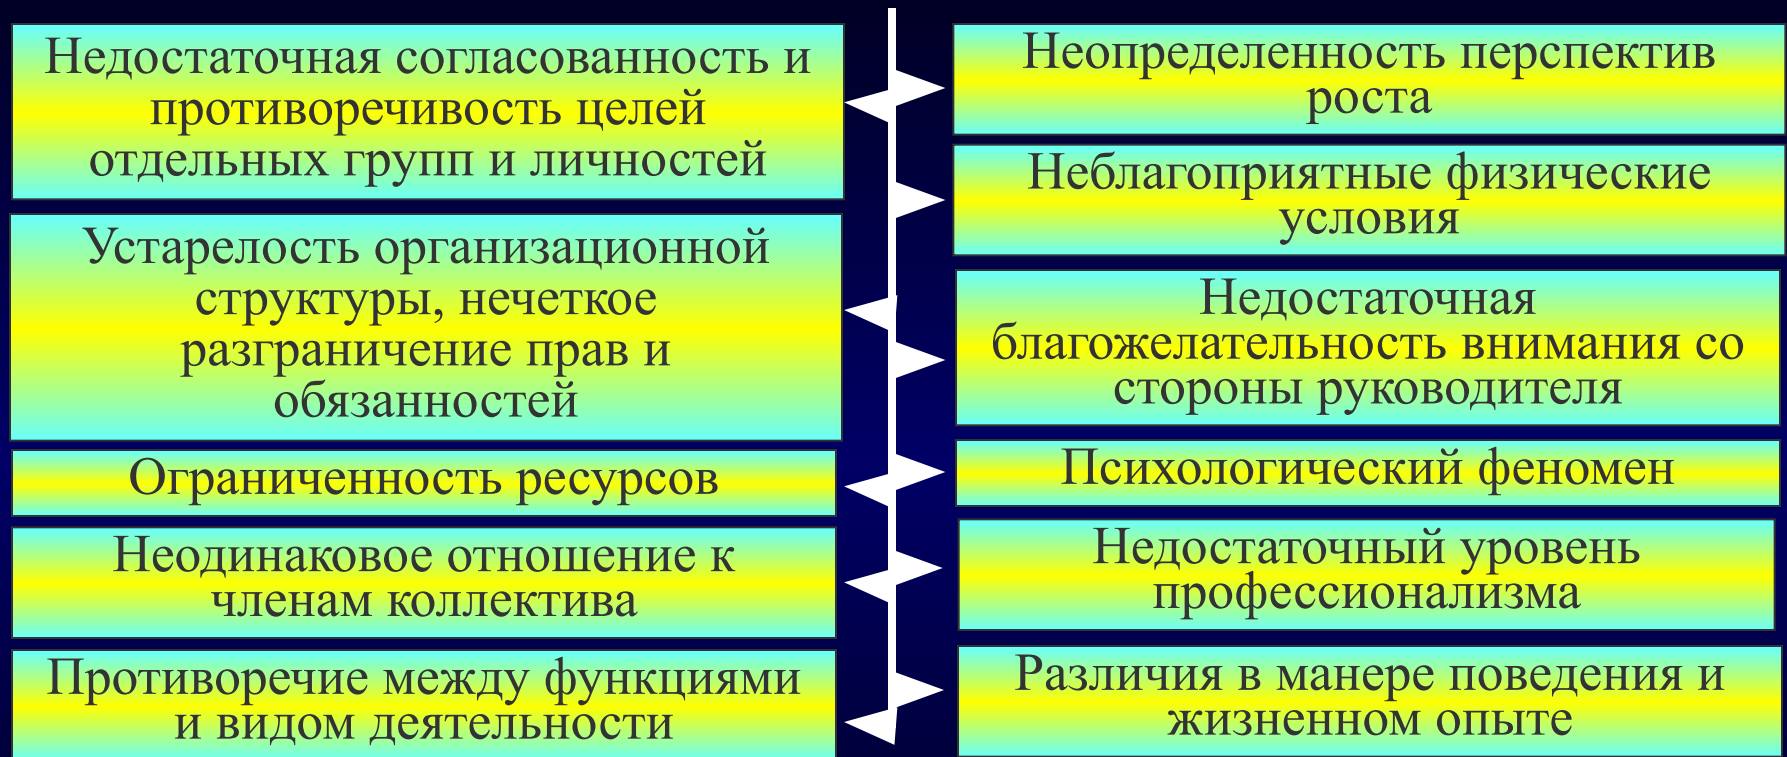 Недостаточная согласованность и
противоречивость целей
отдельных групп и личностей
Устарелость организационной
структуры, нечеткое
разграничение прав и
обязанностей
Ограниченность ресурсов
Неодинаковое отношение к
членам коллектива
Противоречие между функциями
и видом деятельности
Неопределенность перспектив
роста
Неблагоприятные физические
условия
Недостаточная
благожелательность внимания со
стороны руководителя
Психологический феномен
Недостаточный уровень
профессионализма
Различия в манере поведения и
жизненном опыте